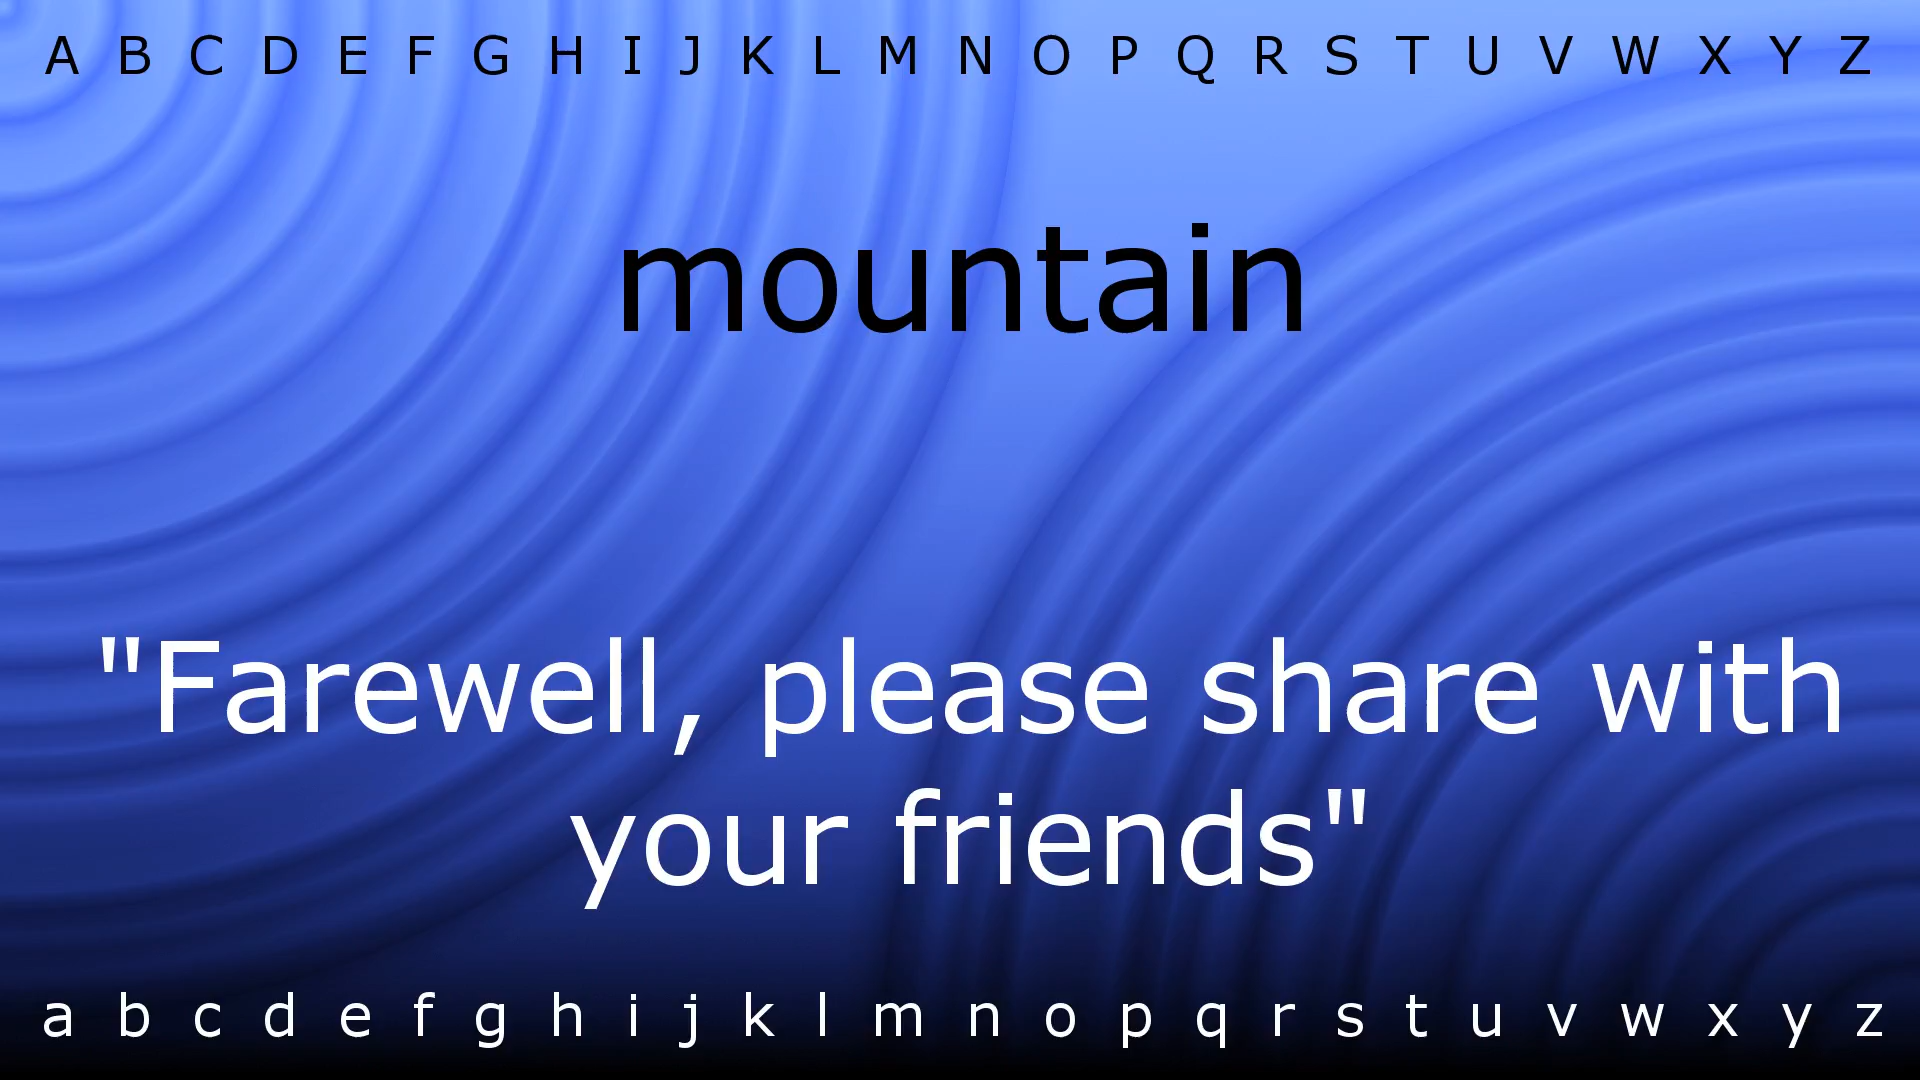 A B C D E F G H I J K L M N O P Q R S T U V W X Y Z
mountain
"Farewell, please share with
your friends"
a b c d e f g h i j k l m n o p q r s t u v w x y z